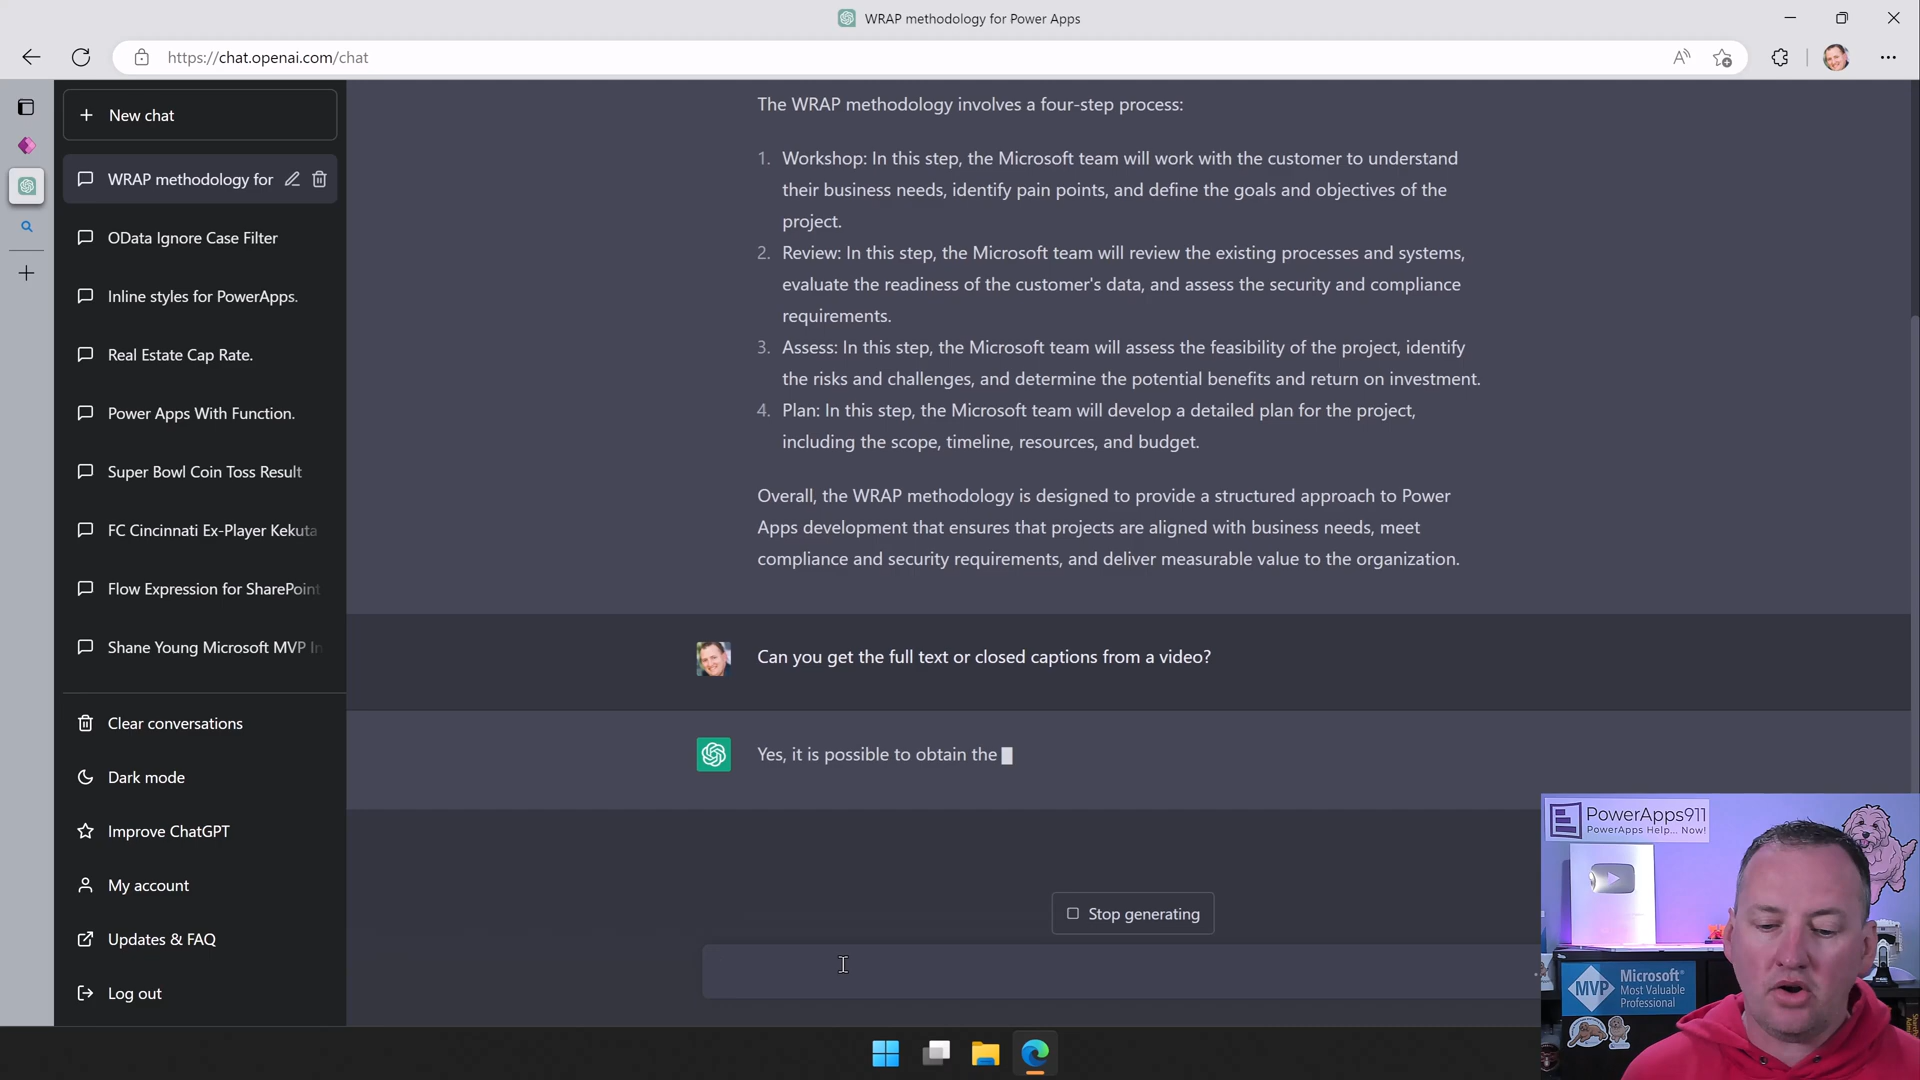 WRAP methodology for Power Apps
https://chat.openai.com/chat
New chat
WRAP methodology for
OData Ignore Case Filter
Inline styles for PowerApps.
Real Estate Cap Rate.
Power Apps With Function.
Super Bowl Coin Toss Result
FC Cincinnati Ex-Player Kekuta
Flow Expression for SharePoint
Shane Young Microsoft MVP In
Clear conversations
Dark mode
Improve ChatGPT
My account
Updates & FAQ
Log out
The WRAP methodology involves a four-step process:
1. Workshop: In this step, the Microsoft team will work with the customer to understand
their business needs, identify pain points, and define the goals and objectives of the
project.
2. Review: In this step, the Microsoft team will review the existing processes and systems,
evaluate the readiness of the customer's data, and assess the security and compliance
requirements.
3. Assess: In this step, the Microsoft team will assess the feasibility of the project, identify
the risks and challenges, and determine the potential benefits and return on investment.
4. Plan: In this step, the Microsoft team will develop a detailed plan for the project,
including the scope, timeline, resources, and budget.
Overall, the WRAP methodology is designed to provide a structured approach to Power
Apps development that ensures that projects are aligned with business needs, meet
compliance and security requirements, and deliver measurable value to the organization.
Can you get the full text or closed captions from a video?
Yes, it is possible to obtain the
Stop generating
PowerApps911
PowerApps Help... Now!
Microsoft®
MVP Most Valuable
Professional